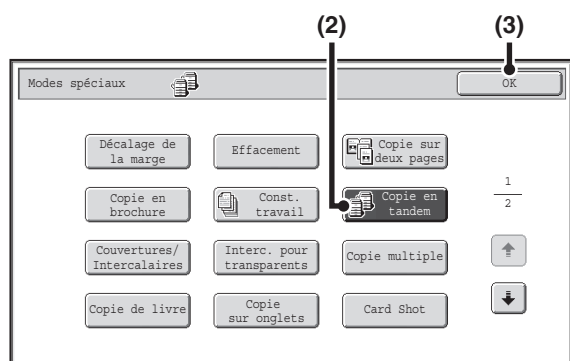 (2)
(3)
Modes spéciaux
OK
Décalage de
la marge
Effacement
Copie sur
deux pages
Copie en
brochure
Const.
travail
Copie en
tandem
1
2
Couvertures/
Intercalaires
Interc. pour
transparents
Copie multiple
Copie de livre
Copie
sur onglets
Card Shot